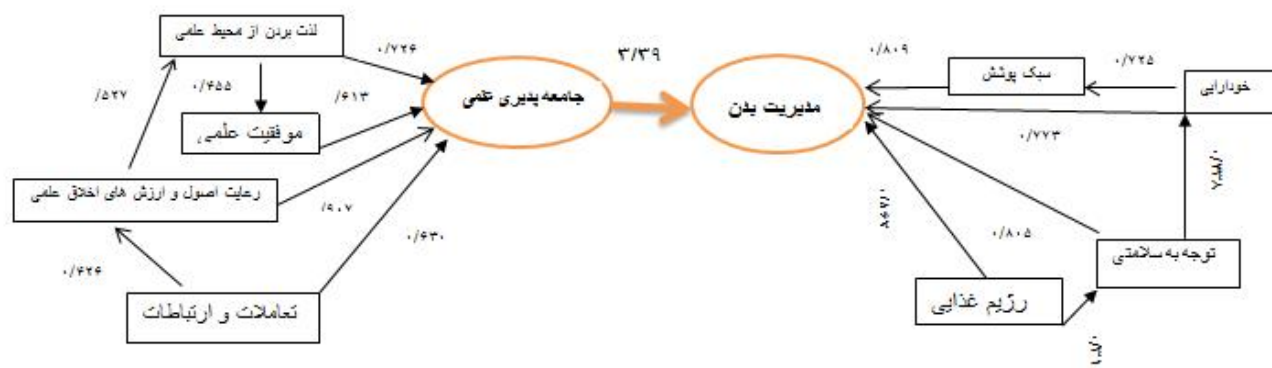 لذت بردن از محیط علمی
۰/۷۲۶
۳/۳۹
۰/۸۰۹
۰/۷۲۵
سبک پوشش
خودارایی
/۵۲۷
۰/۴۵۵
/۶۱۳
جامعه پذیری علمی
مدیریت بدن
موفقیت علمی
۰/۷۷۳
رعایت اصول و ارزش های اخلاق علمی
/۹۰۷
۰/۶۳۰
۰/۸۰۵
توجه به سلامتی
تعاملات و ارتباطات
رژیم غذایی